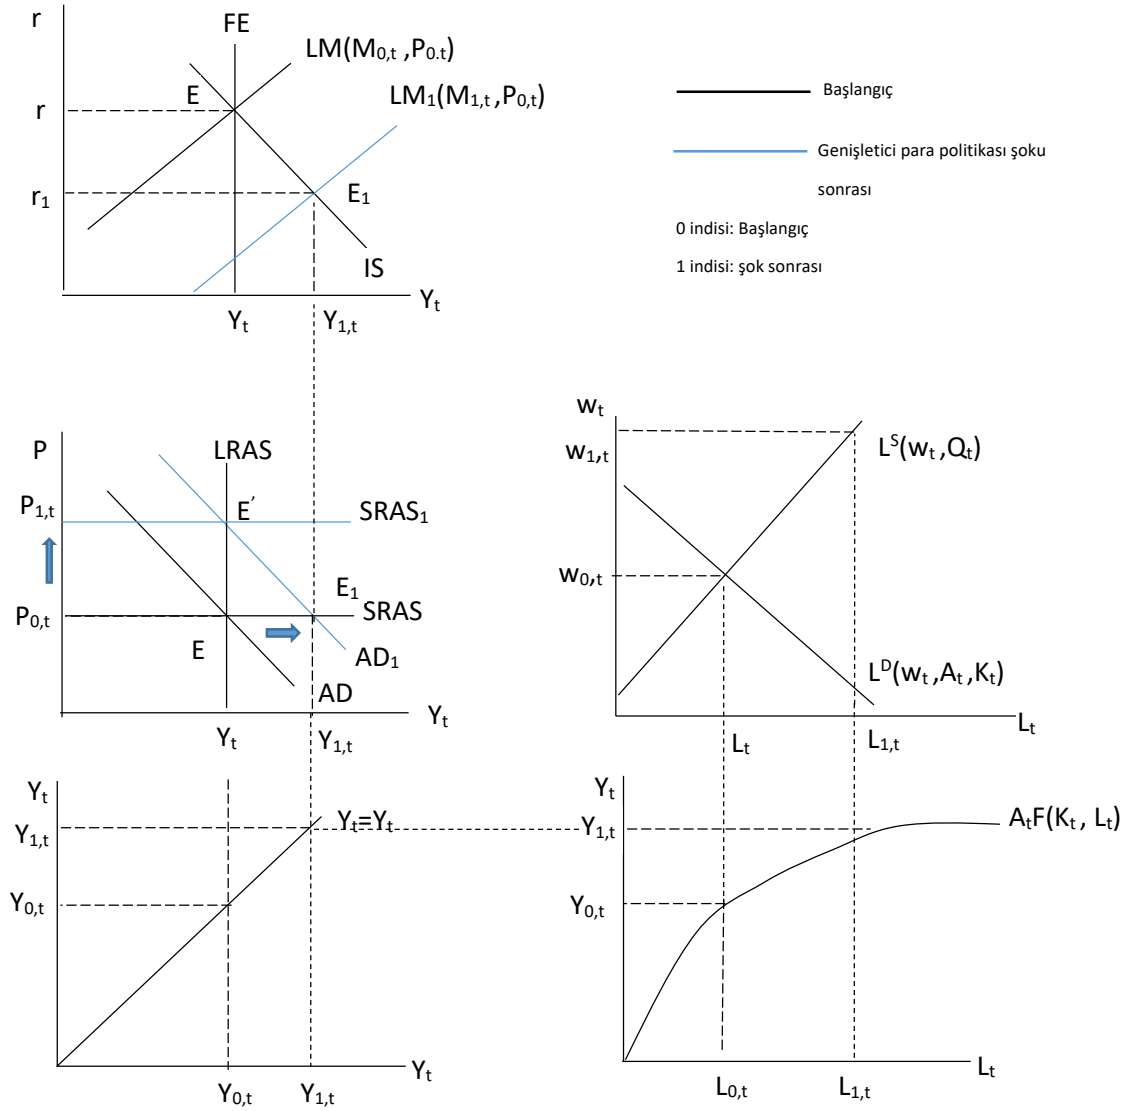 r
FE
LM(M0,t ,P0.t)
E
LM1(M1,t ,P0,t)
r
r1
E1
IS
Yt
Yt
Y1,t
Başlangıç
Genişletici para politikası şoku
sonrası
0 indisi: Başlangıç
1 indisi: şok sonrası
P
LRAS
P1,t
E′
SRAS1
E1
P0,t
SRAS
E
AD1
AD
Yt
Yt
Y1,t
wt
w1,t
LS(wt ,Qt)
w0,t
LD(wt ,At ,Kt)
Lt
Lt
L1,t
Yt
Y1,t
Yt=Yt
Y0,t
Yt
Y0,t
Y1,t
Yt
Y1,t
AtF(Kt , Lt)
Y0,t
Lt
L0,t
L1,t